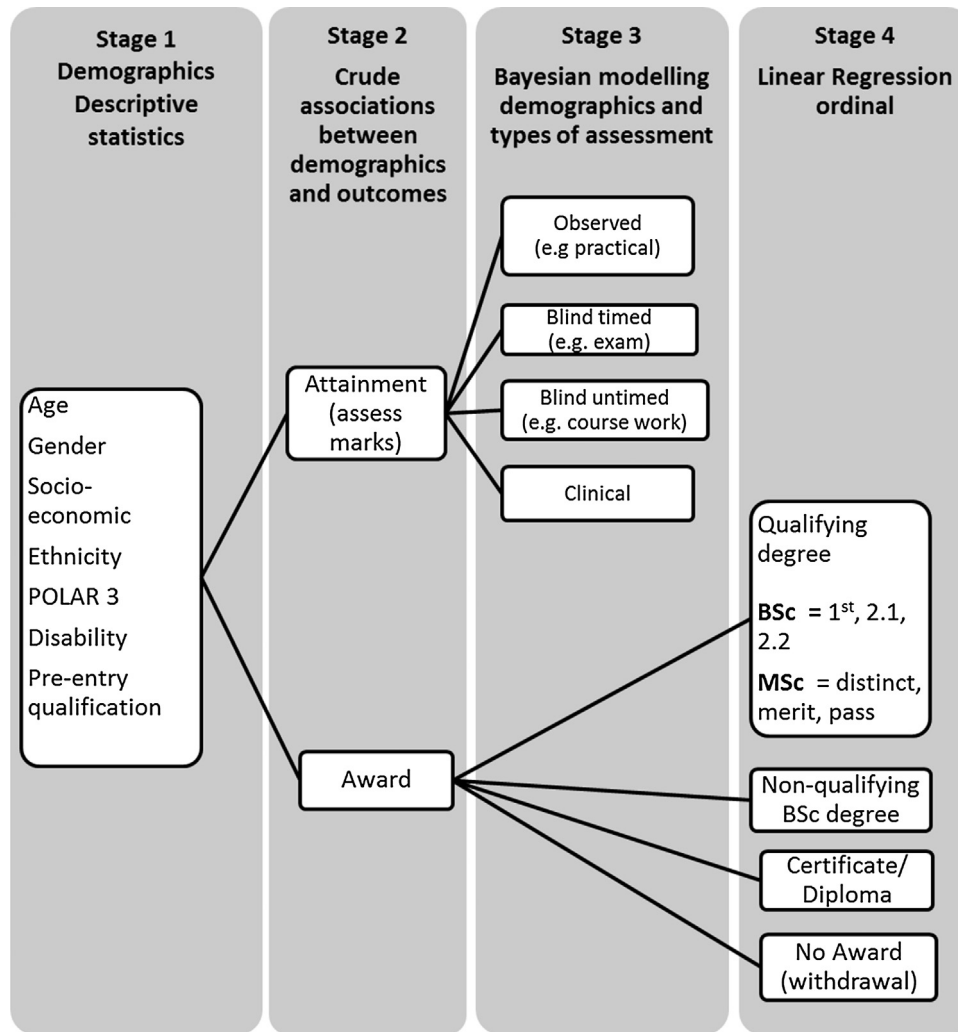 Stage 1
Demographics
Descriptive
statistics
Age
Gender
Socio-
economic
Ethnicity
POLAR 3
Disability
Pre-entry
qualification
Stage 2
Crude
associations
between
demographics
and outcomes
Attainment
(assess
marks)
Award
Stage 3
Bayesian modelling
demographics and
types of assessment
Observed
(e.g practical)
Blind timed
(e.g. exam)
Blind untimed
(e.g. course work)
Clinical
Stage 4
Linear Regression
ordinal
Qualifying
degree
BSc = 1st, 2.1,
2.2
MSc = distinct,
merit, pass
Non-qualifying
BSc degree
Certificate/
Diploma
No Award
(withdrawal)